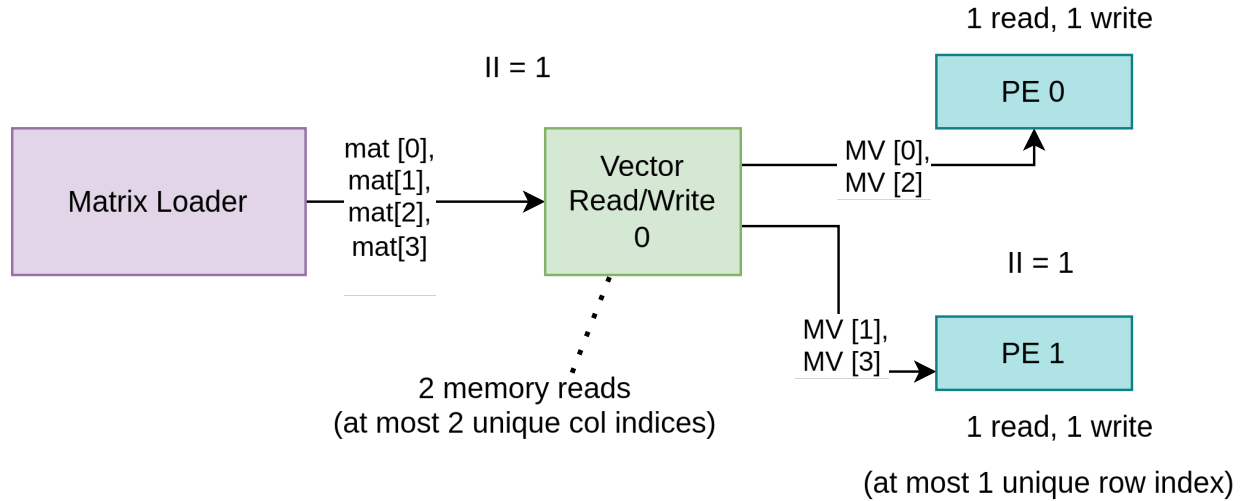 1 read, 1 write
II = 1
PE 0
Matrix Loader
mat [0],
mat[1],
mat[2],
mat[3]
Vector
Read/Write
0
MV [0],
MV [2]
II = 1
MV [1],
MV [3]
PE 1
2 memory reads
(at most 2 unique col indices)
1 read, 1 write
(at most 1 unique row index)